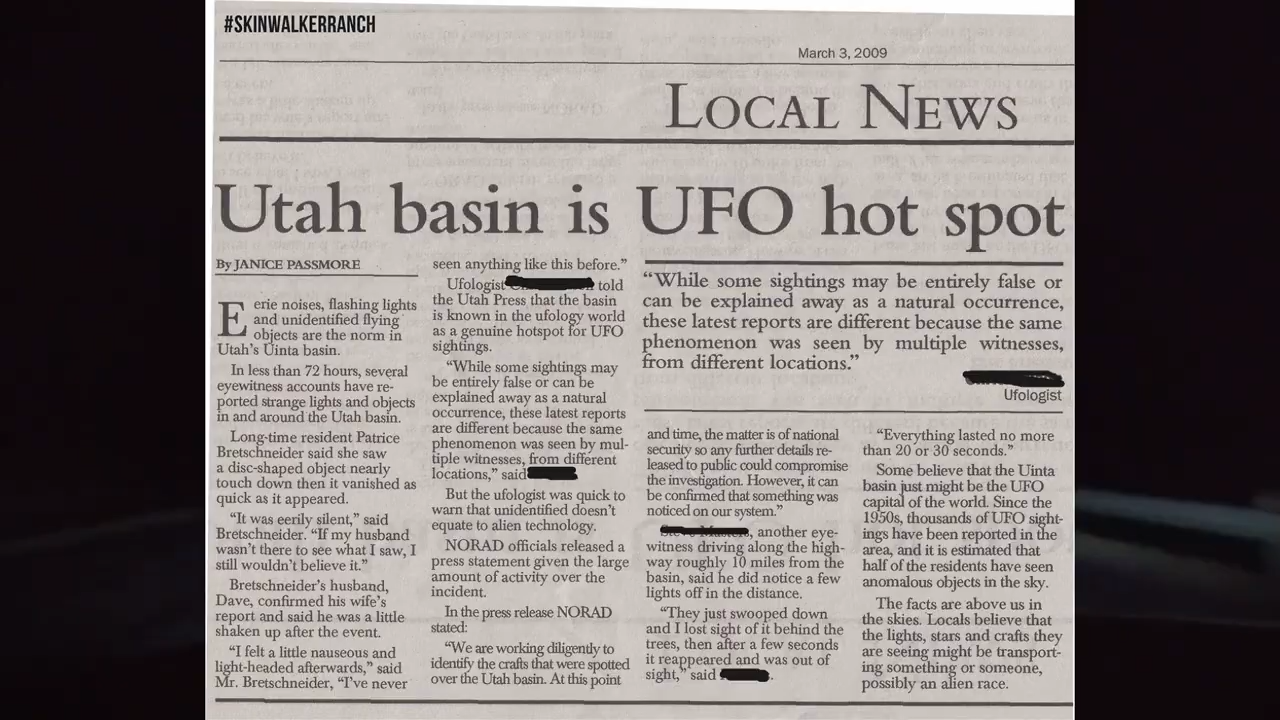 #SKINWALKERRANCH
March 3, 2009
LOCAL NEWS
Utah basin is UFO hot spot
By JANICE PASSMORE
Eerie noises, flashing lights
and unidentified flying
objects are the norm in
Utah's Uinta basin.
In less than 72 hours, several
eyewitness accounts have re-
ported strange lights and objects
in and around the Utah basin.
Long-time resident Patrice
Bretschneider said she saw
a disc-shaped object nearly
touch down then it vanished as
quick as it appeared.
"It was eerily silent," said
Bretschneider. "If my husband
wasn't there to see what I saw, I
still wouldn't believe it."
Bretschneider's husband,
Dave, confirmed his wife's
report and said he was a little
shaken up after the event.
"I felt a little nauseous and
light-headed afterwards," said
Mr. Bretschneider, "I've never
seen anything like this before."
Ufologist told
the Utah Press that the basin
is known in the ufology world
as a genuine hotspot for UFO
sightings.
"While some sightings may
be entirely false or can be
explained away as a natural
occurrence, these latest reports
are different because the same
phenomenon was seen by mul-
tiple witnesses, from different
locations," said
But the ufologist was quick to
warn that unidentified doesn't
equate to alien technology.
NORAD officials released a
press statement given the large
amount of activity over the
incident.
In the press release NORAD
stated:
"We are working diligently to
identify the crafts that were spotted
over the Utah basin. At this point
"While some sightings may be entirely false or
can be explained away as a natural occurrence,
these latest reports are different because the same
phenomenon was seen by multiple witnesses,
from different locations."
Ufologist
and time, the matter is of national
security so any further details re-
leased to public could compromise
the investigation. However, it can
be confirmed that something was
noticed on our system."
, another eye-
witness driving along the high-
way roughly 10 miles from the
basin, said he did notice a few
lights off in the distance.
"They just swooped down
and I lost sight of it behind the
trees, then after a few seconds
it reappeared and was out of
sight," said .
"Everything lasted no more
than 20 or 30 seconds."
Some believe that the Uinta
basin just might be the UFO
capital of the world. Since the
1950s, thousands of UFO sight-
ings have been reported in the
area, and it is estimated that
half of the residents have seen
anomalous objects in the sky.
The facts are above us in
the skies. Locals believe that
the lights, stars and crafts they
are seeing might be transport-
ing something or someone,
possibly an alien race.